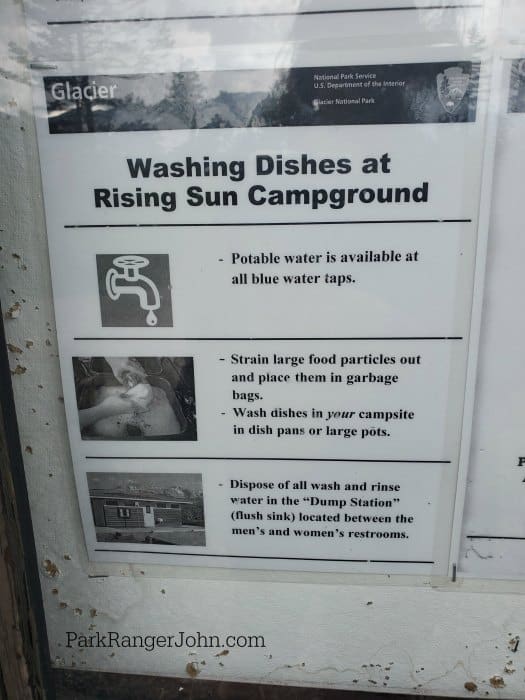 Glacier
National Park Service
U.S. Department of the Interior
Glacier National Park
Washing Dishes at
Rising Sun Campground
- Potable water is available at
all blue water taps.
- Strain large food particles out
and place them in garbage
bags.
- Wash dishes in your campsite
in dish pans or large pots.
- Dispose of all wash and rinse
water in the “Dump Station”
(flush sink) located between the
men’s and women’s restrooms.
ParkRangerJohn.com